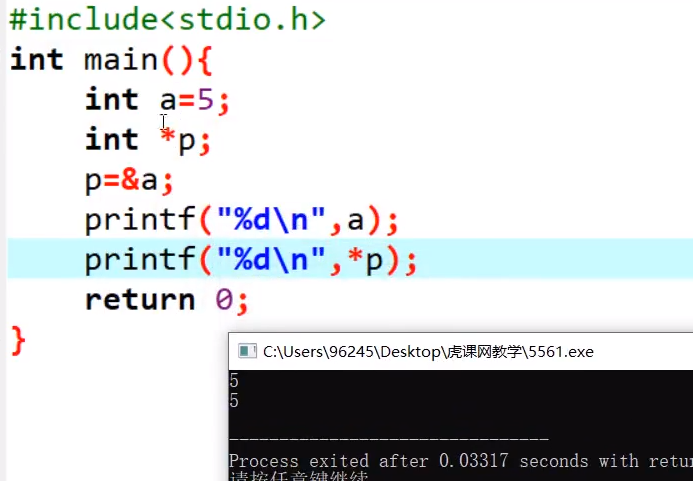 #include<stdio.h>
int main(){
    int a=5;
    int *p;
    p=&a;
    printf("%d\n",a);
    printf("%d\n",*p);
    return 0;
}
C:\Users\96245\Desktop\虎课网教学\5561.exe
5
5
--------------------------------
Process exited after 0.03317 seconds with retur
请按任意键继续